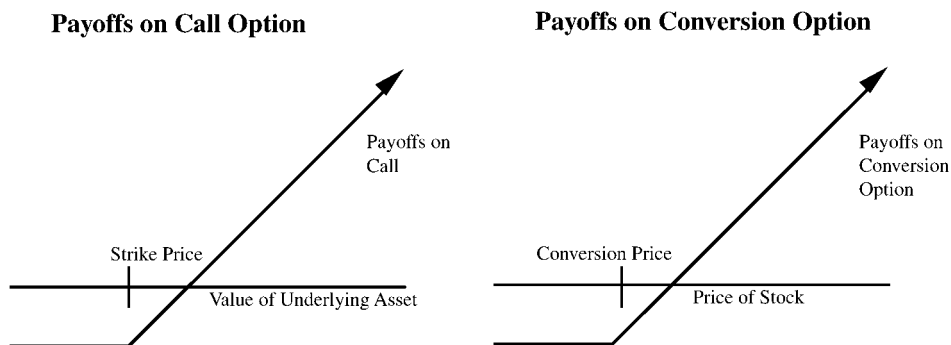 Payoffs on Call Option
Payoffs on
Call
Strike Price
Value of Underlying Asset
Payoffs on Conversion Option
Payoffs on
Conversion
Option
Conversion Price
Price of Stock